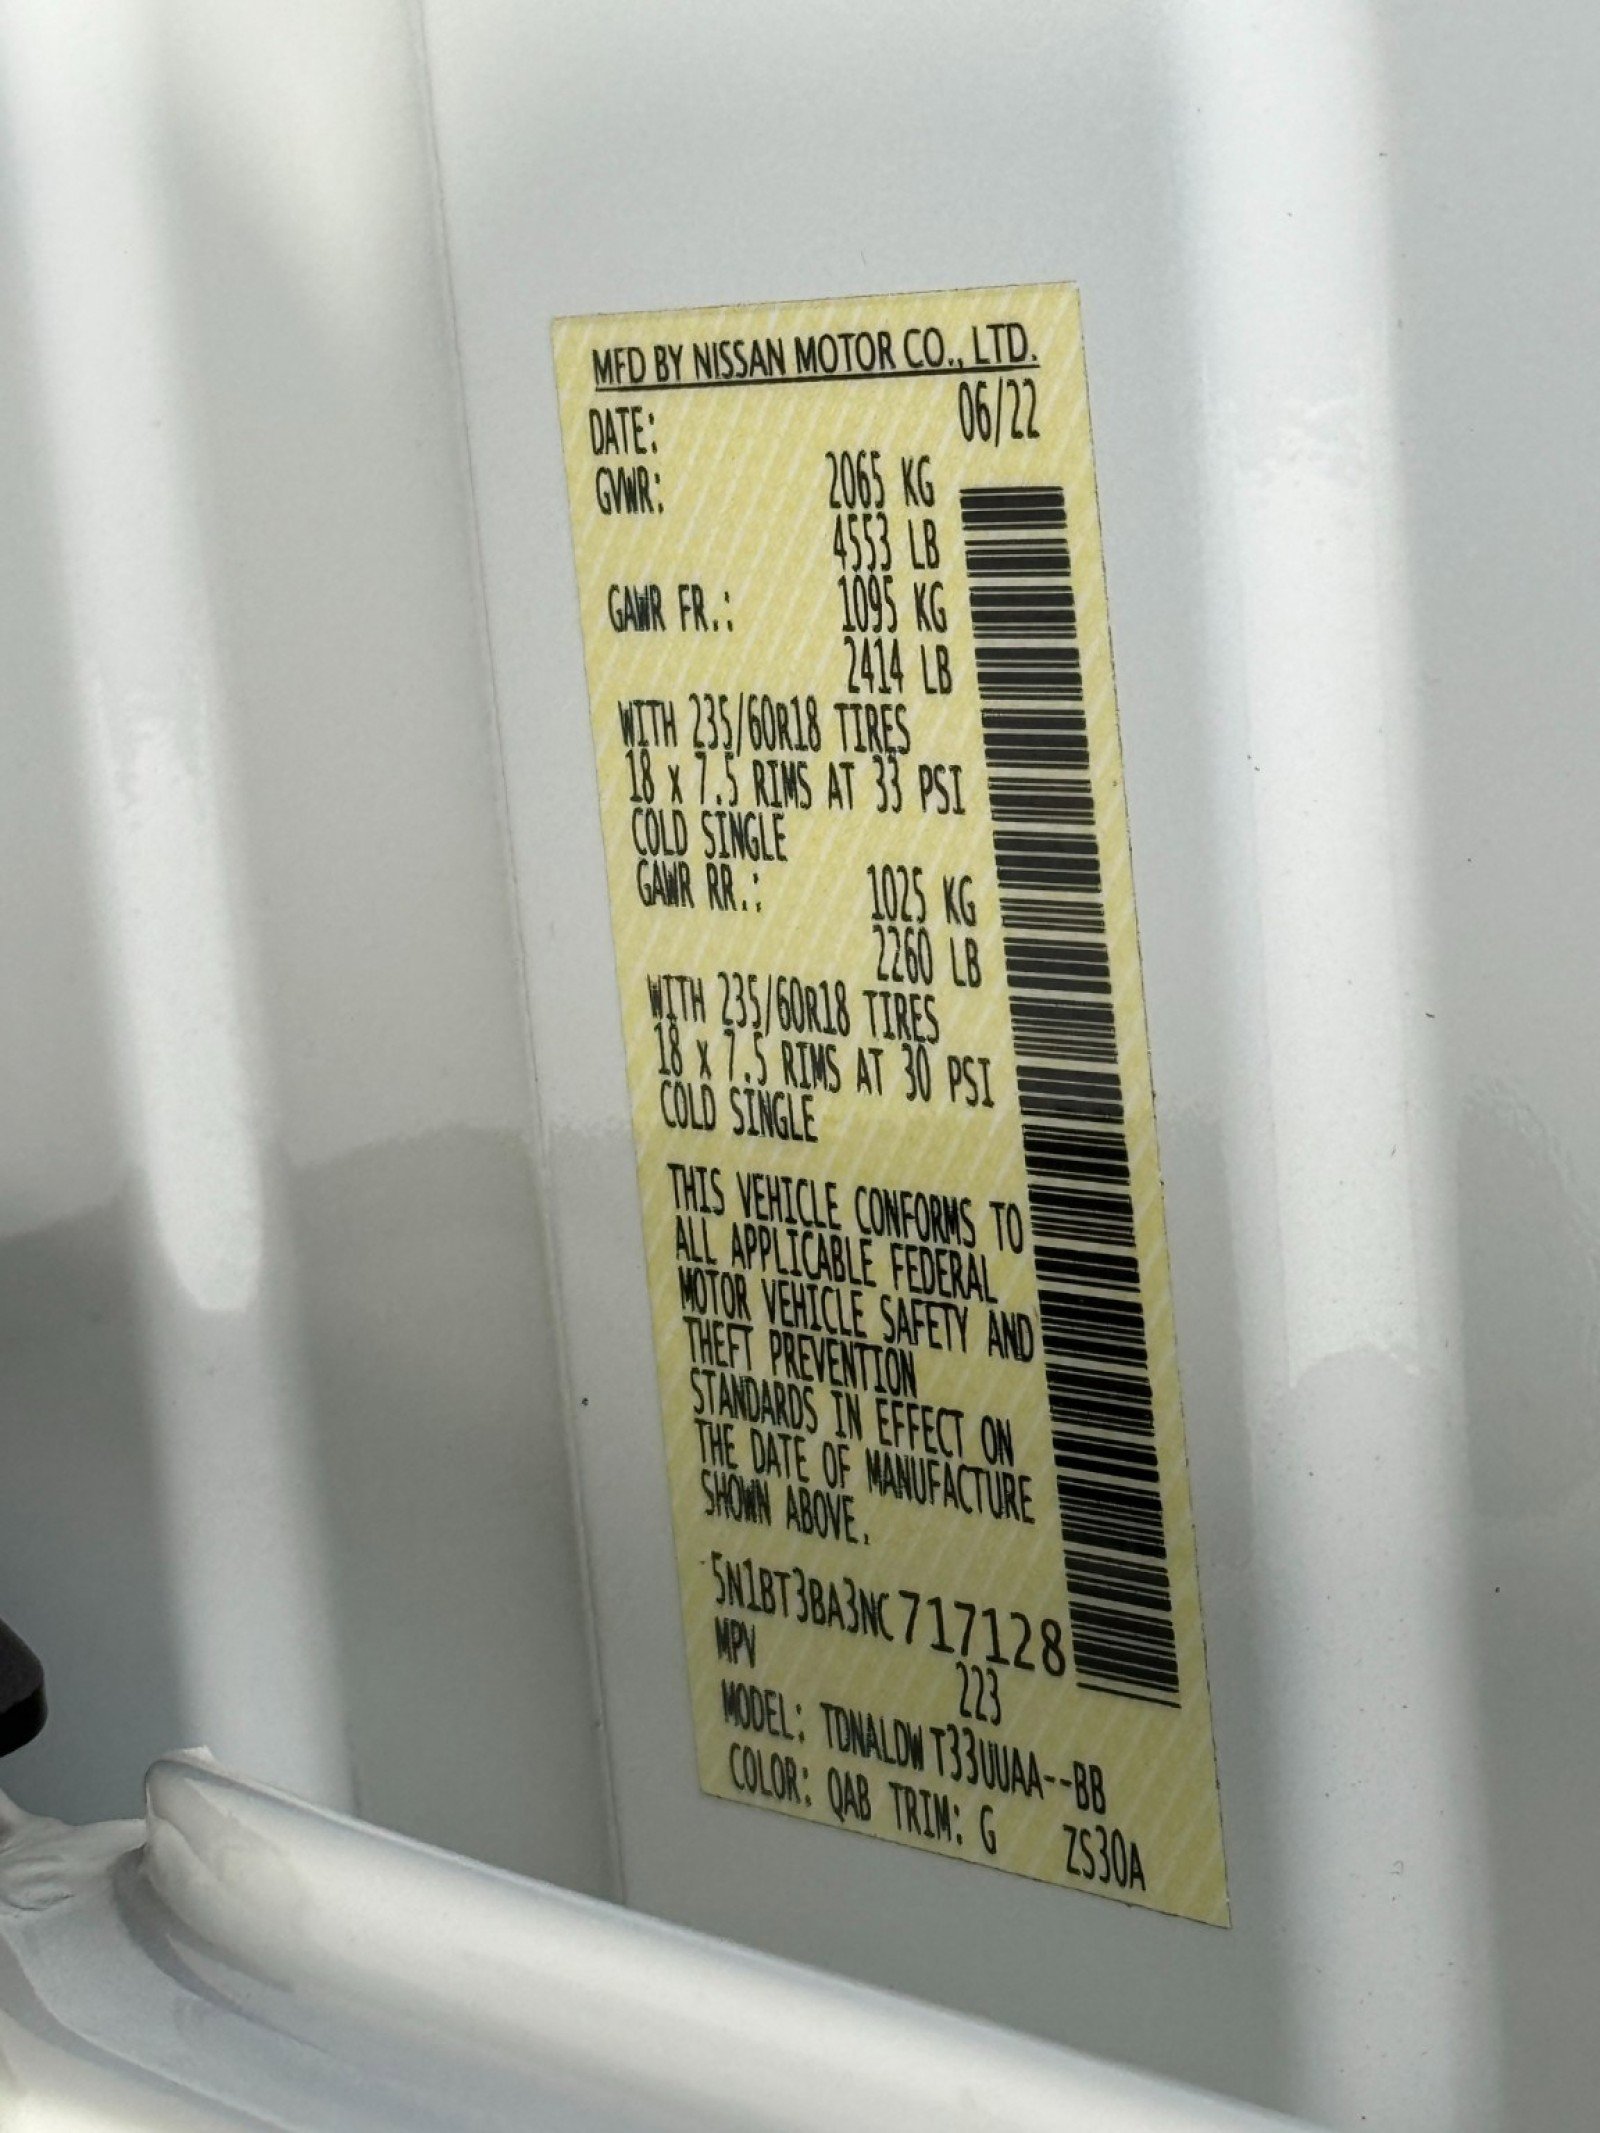 MFD BY NISSAN MOTOR CO., LTD.
DATE: 06/22
GVWR: 2065 KG
4553 LB
GAWR FR.: 1095 KG
2414 LB
WITH 235/60R18 TIRES
18 x 7.5 RIMS AT 33 PSI
COLD SINGLE
GAWR RR.: 1025 KG
2260 LB
WITH 235/60R18 TIRES
18 x 7.5 RIMS AT 30 PSI
COLD SINGLE
THIS VEHICLE CONFORMS TO
ALL APPLICABLE FEDERAL
MOTOR VEHICLE SAFETY AND
THEFT PREVENTION
STANDARDS IN EFFECT ON
THE DATE OF MANUFACTURE
SHOWN ABOVE.
5N1BT3BA3NC717128
MPV 223
MODEL: TDNALDWT33UUAA--BB
COLOR: QAB TRIM: G ZS30A